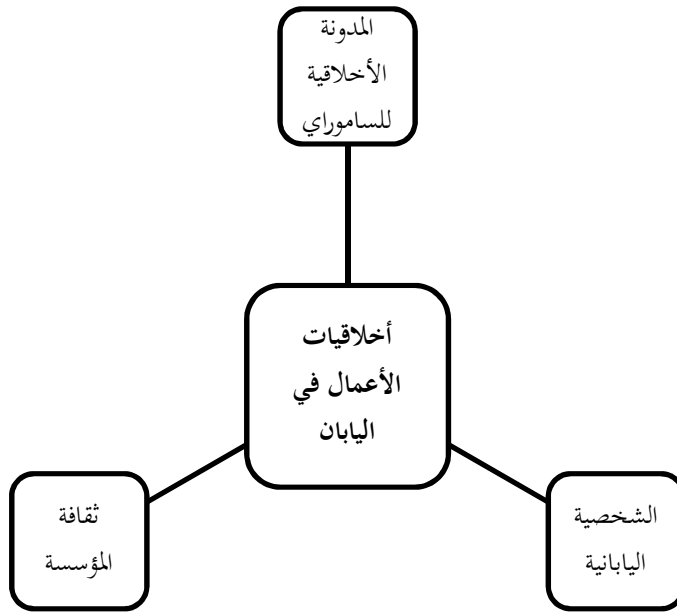 المدونة
الأخلاقية
للساموراي
أخلاقيات
الأعمال في
اليابان
الشخصية
اليابانية
ثقافة
المؤسسة